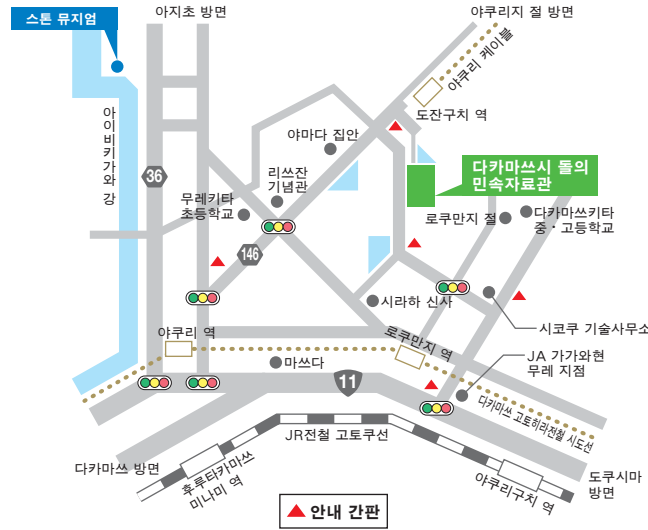 스톤 뮤지엄
아지초 방면
야쿠리지 절 방면
야쿠리 케이블
도잔구치 역
아이비키가와 강
야마다 집안
36
리쓰잔
기념관
다카마쓰시 돌의
민속자료관
무레키타
초등학교
로쿠만지 절
다카마쓰키타
중・고등학교
146
시라하 신사
시코쿠 기술사무소
야쿠리 역
로쿠만지 역
마쓰다
JA 가가와현
무레 지점
11
다카마쓰 고토히라전철 시도선
JR전철 고토쿠선
다카마쓰 방면
후루타카마쓰
미나미 역
야쿠리구치 역
도쿠시마
방면
안내 간판